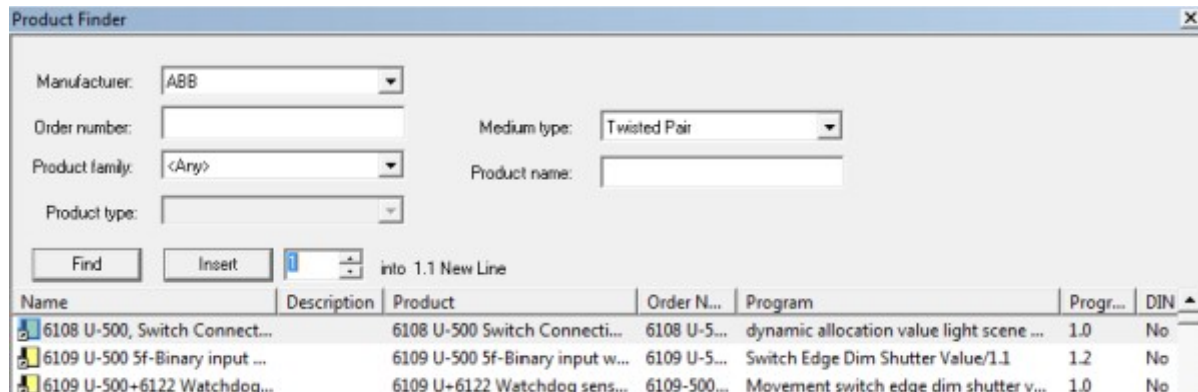 Product Finder
Manufacturer: ABB
Order number: Medium type: Twisted Pair
Product family: <Any> Product name:
Product type:
Find Insert 1 into 1.1 New Line
Name Description Product Order N... Program Progr... DIN
6108 U-500, Switch Connect... 6108 U-500 Switch Connecti... 6108 U-5... dynamic allocation value light scene ... 1.0 No
6109 U-500 5f-Binary input ... 6109 U-500 5f-Binary input w... 6109 U-5... Switch Edge Dim Shutter Value/1.1 1.2 No
6109 U-500+6122 Watchdog... 6109 U+6122 Watchdog sens... 6109-500... Movement switch edge dim shutter v... 1.0 No